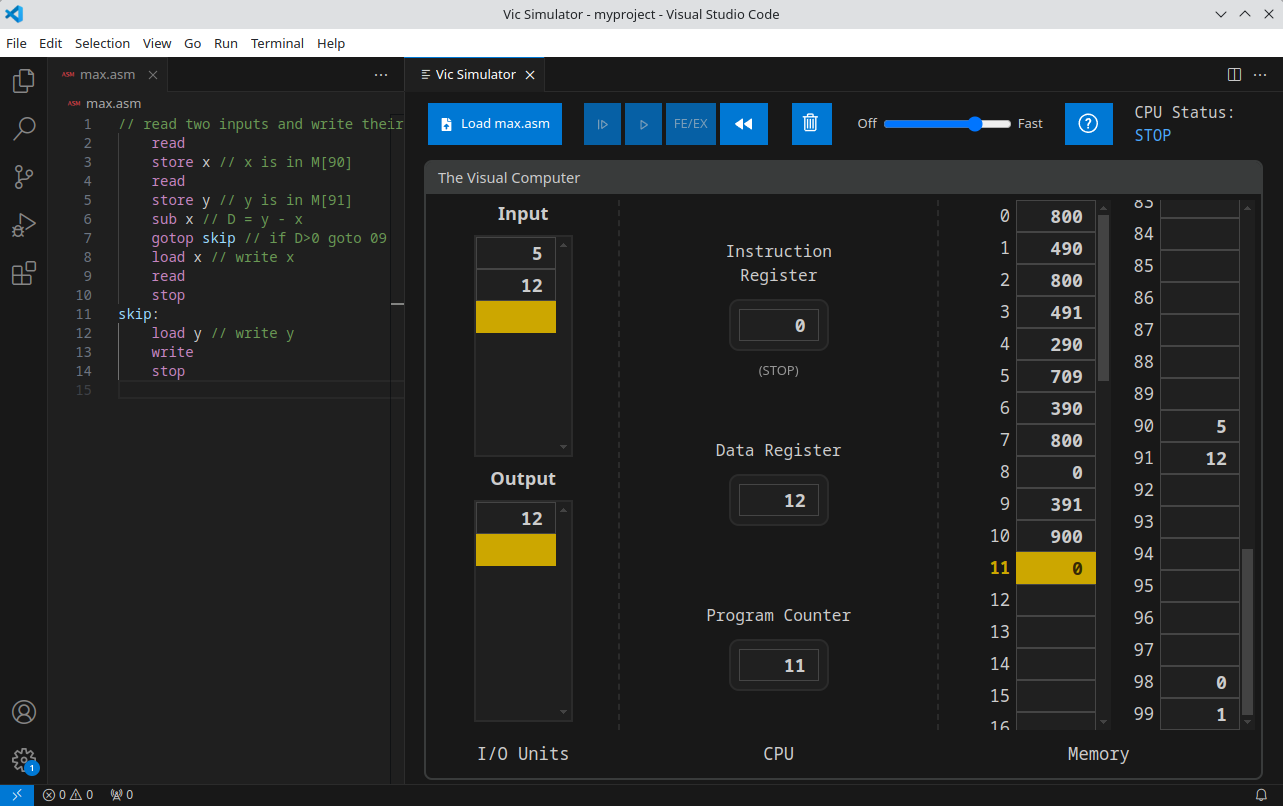 Vic Simulator - myproject - Visual Studio Code
File Edit Selection View Go Run Terminal Help
ASM max.asm
Vic Simulator
ASM max.asm
1 // read two inputs and write their
2 read
3 store x // x is in M[90]
4 read
5 store y // y is in M[91]
6 sub x // D = y - x
7 gotop skip // if D>0 goto 09
8 load x // write x
9 read
10 stop
11 skip:
12 load y // write y
13 write
14 stop
15
Load max.asm
FE/EX
Off
Fast
CPU Status:
STOP
The Visual Computer
Input
5
12
Output
12
I/O Units
Instruction
Register
0
(STOP)
Data Register
12
Program Counter
11
CPU
0 800
1 490
2 800
3 491
4 290
5 709
6 390
7 800
8 0
9 391
10 900
11 0
12
13
14
15
16
83
84
85
86
87
88
89
90 5
91 12
92
93
94
95
96
97
98 0
99 1
Memory
1
0 0 0